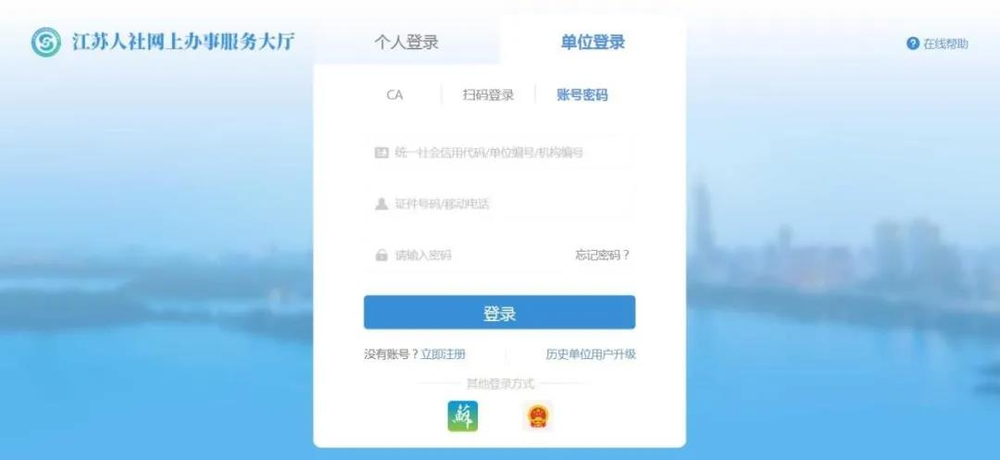 江苏人社网上办事服务大厅
个人登录
单位登录
在线帮助
CA
扫码登录
账号密码
统一社会信用代码/单位编号/机构编号
证件号码/移动电话
请输入密码
忘记密码？
登录
没有账号？立即注册
历史单位用户升级
其他登录方式
蘇